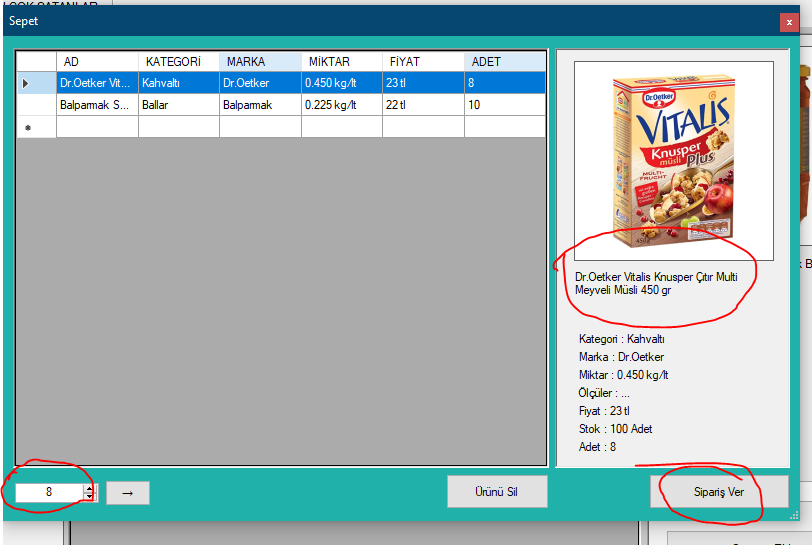 ÇOK SATANLAR
Sepet
x
AD KATEGORİ MARKA MİKTAR FİYAT ADET
Dr.Oetker Vit... Kahvaltı Dr.Oetker 0.450 kg/lt 23 tl 8
Balparmak S... Ballar Balparmak 0.225 kg/lt 22 tl 10
Dr.Oetker
VITALIS
Knusper
müsli Plus
MULTI-
FRUCHT
450g
Dr.Oetker Vitalis Knusper Çıtır Multi
Meyveli Müsli 450 gr
Kategori : Kahvaltı
Marka : Dr.Oetker
Miktar : 0.450 kg/lt
Ölçüler : ...
Fiyat : 23 tl
Stok : 100 Adet
Adet : 8
8 → Ürünü Sil Sipariş Ver